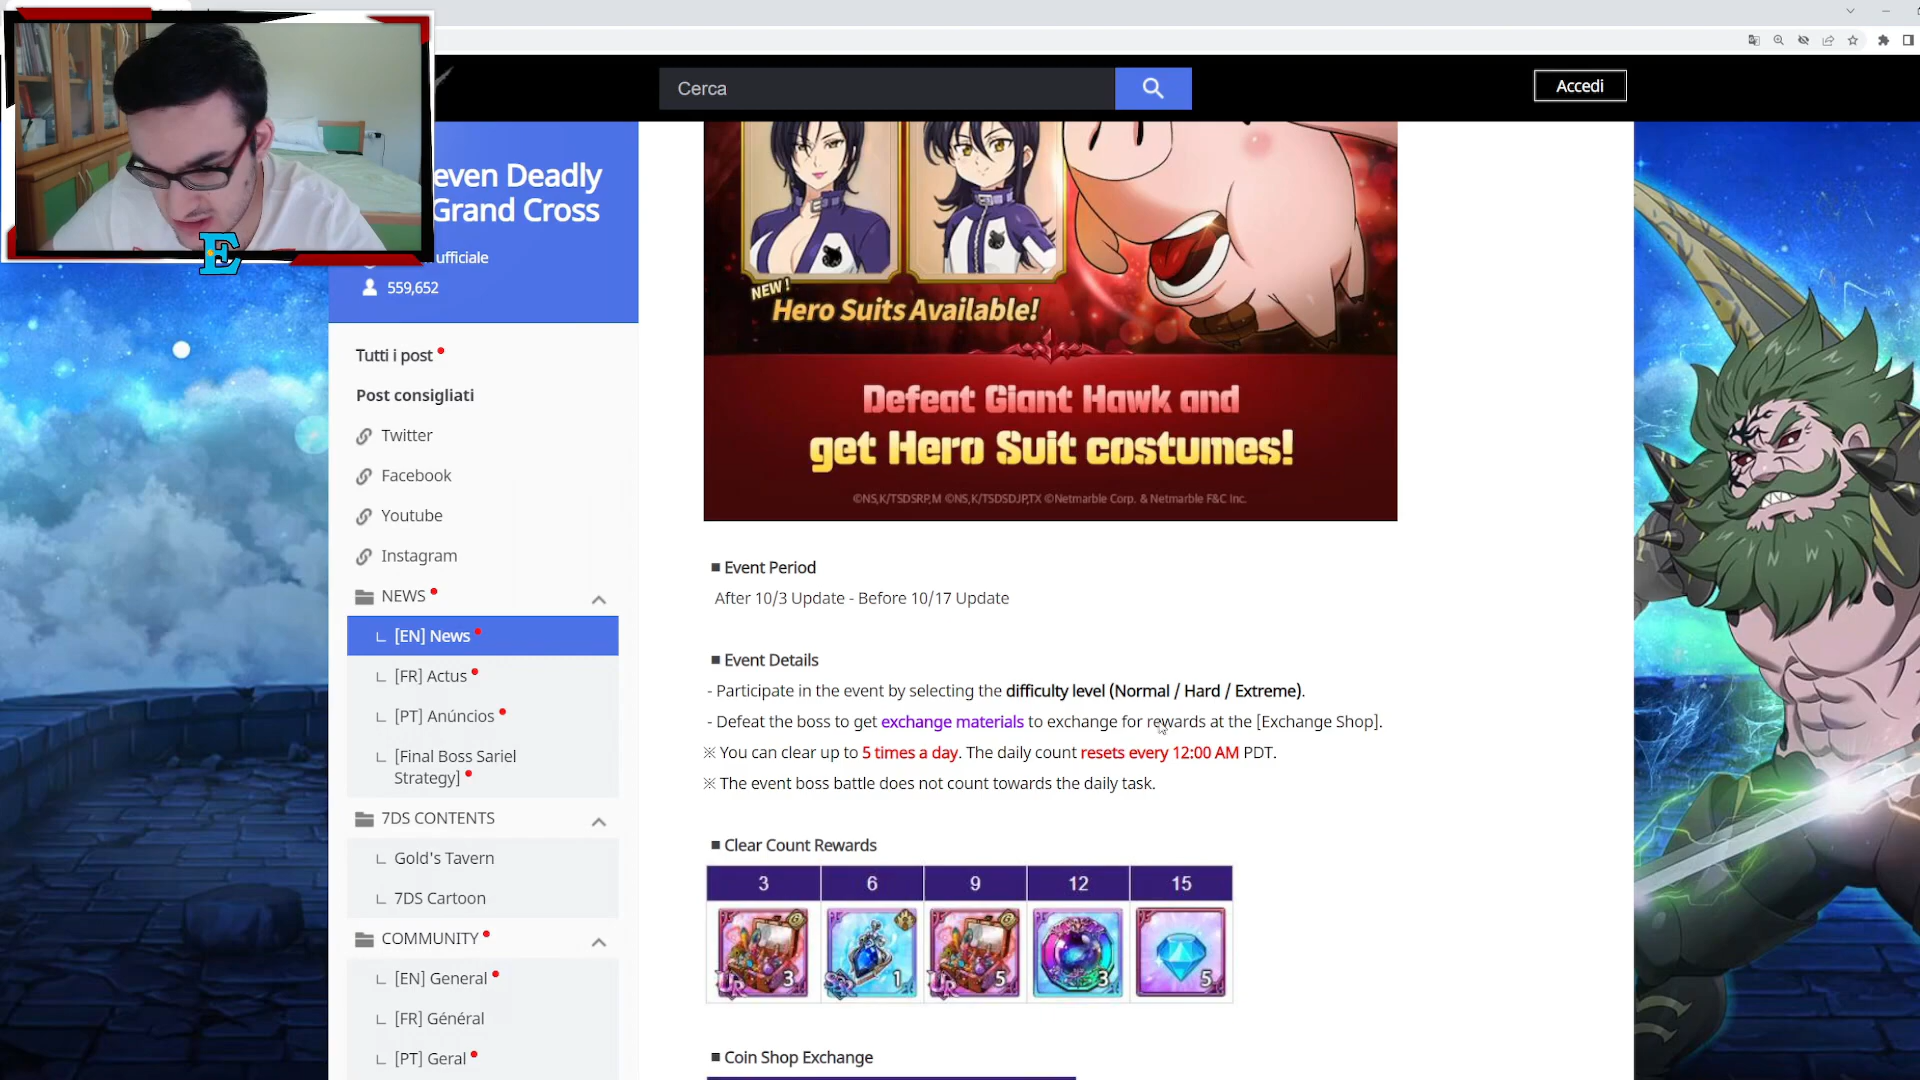 Cerca
Accedi
even Deadly
Grand Cross
ufficiale
559,652
Tutti i post
Post consigliati
Twitter
Facebook
Youtube
Instagram
NEWS
[EN] News
[FR] Actus
[PT] Anúncios
[Final Boss Sariel
Strategy]
7DS CONTENTS
Gold's Tavern
7DS Cartoon
COMMUNITY
[EN] General
[FR] Général
[PT] Geral
E
NEW!
Hero Suits Available!
Defeat Giant Hawk and
get Hero Suit costumes!
©NS,K/TSDSRP,M ©NS,K/TSDSDJP,TX ©Netmarble Corp. & Netmarble F&C Inc.
■ Event Period
After 10/3 Update - Before 10/17 Update
■ Event Details
- Participate in the event by selecting the difficulty level (Normal / Hard / Extreme).
- Defeat the boss to get exchange materials to exchange for rewards at the [Exchange Shop].
※ You can clear up to 5 times a day. The daily count resets every 12:00 AM PDT.
※ The event boss battle does not count towards the daily task.
■ Clear Count Rewards
3 6 9 12 15
UR 3 SSR 1 UR 5 3 5
■ Coin Shop Exchange